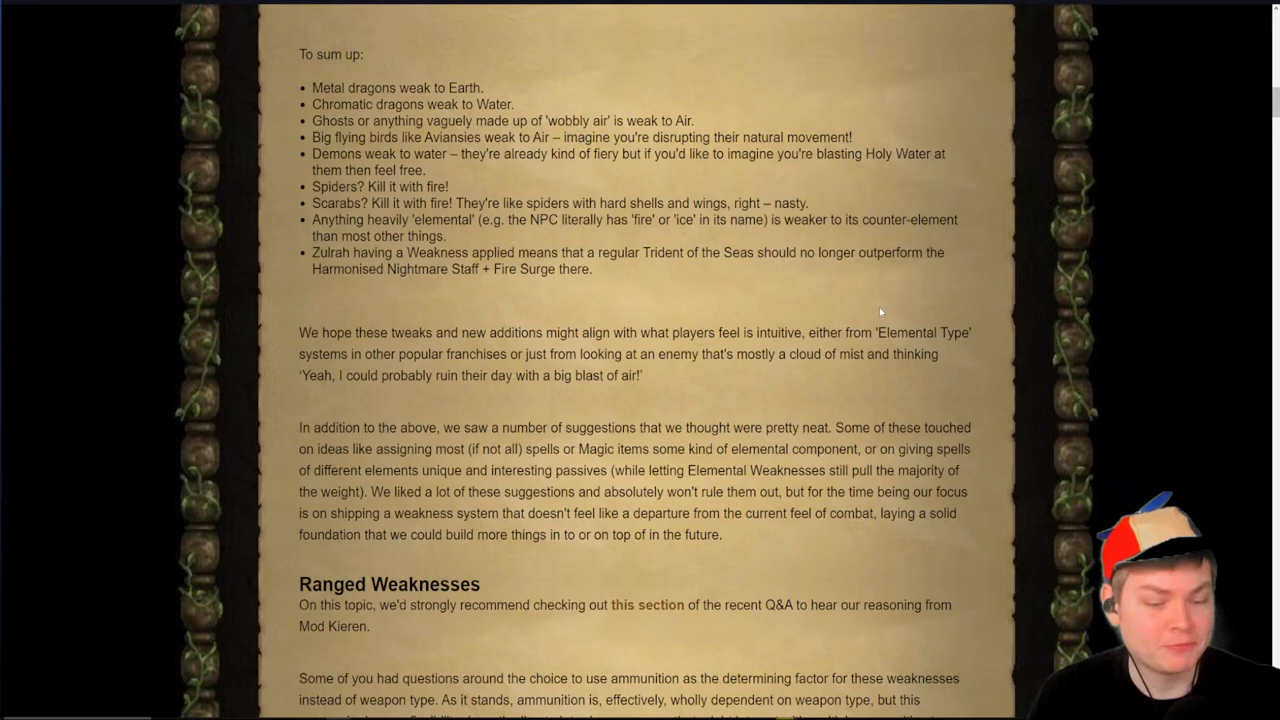 To sum up:
• Metal dragons weak to Earth.
• Chromatic dragons weak to Water.
• Ghosts or anything vaguely made up of 'wobbly air' is weak to Air.
• Big flying birds like Aviansies weak to Air – imagine you're disrupting their natural movement!
• Demons weak to water – they're already kind of fiery but if you'd like to imagine you're blasting Holy Water at
them then feel free.
• Spiders? Kill it with fire!
• Scarabs? Kill it with fire! They're like spiders with hard shells and wings, right – nasty.
• Anything heavily 'elemental' (e.g. the NPC literally has 'fire' or 'ice' in its name) is weaker to its counter-element
than most other things.
• Zulrah having a Weakness applied means that a regular Trident of the Seas should no longer outperform the
Harmonised Nightmare Staff + Fire Surge there.
We hope these tweaks and new additions might align with what players feel is intuitive, either from 'Elemental Type'
systems in other popular franchises or just from looking at an enemy that's mostly a cloud of mist and thinking
'Yeah, I could probably ruin their day with a big blast of air!'
In addition to the above, we saw a number of suggestions that we thought were pretty neat. Some of these touched
on ideas like assigning most (if not all) spells or Magic items some kind of elemental component, or on giving spells
of different elements unique and interesting passives (while letting Elemental Weaknesses still pull the majority of
the weight). We liked a lot of these suggestions and absolutely won't rule them out, but for the time being our focus
is on shipping a weakness system that doesn't feel like a departure from the current feel of combat, laying a solid
foundation that we could build more things in to or on top of in the future.
Ranged Weaknesses
On this topic, we'd strongly recommend checking out this section of the recent Q&A to hear our reasoning from
Mod Kieren.
Some of you had questions around the choice to use ammunition as the determining factor for these weaknesses
instead of weapon type. As it stands, ammunition is, effectively, wholly dependent on weapon type, but this